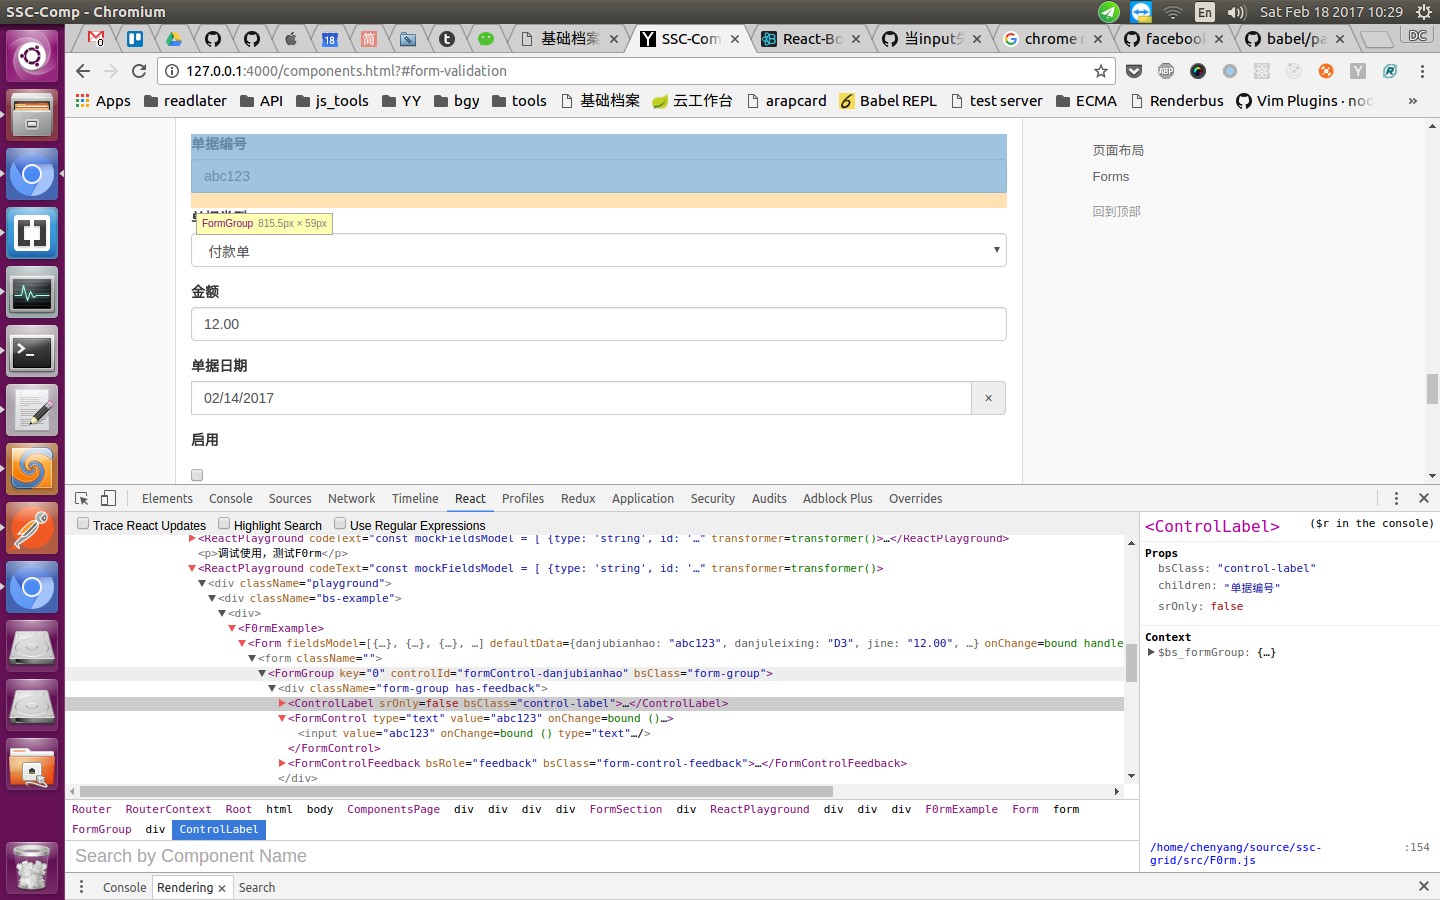 SSC-Comp - Chromium
En
Sat Feb 18 2017 10:29
基础档案
SSC-Com
React-Bo
当input失
chrome r
facebook
babel/pa
DC
127.0.0.1:4000/components.html?#form-validation
Apps readlater API js_tools YY bgy tools 基础档案 云工作台 arapcard Babel REPL test server ECMA Renderbus Vim Plugins · noc »
单据编号
abc123
FormGroup 815.5px × 59px
付款单
金额
12.00
单据日期
02/14/2017 ×
启用
页面布局
Forms
回到顶部
Elements Console Sources Network Timeline React Profiles Redux Application Security Audits Adblock Plus Overrides
Trace React Updates Highlight Search Use Regular Expressions
<ReactPlayground codeText="const mockFieldsModel = [ {type: 'string', id: '…" transformer=transformer()>…</ReactPlayground>
<p>调试使用，测试F0rm</p>
<ReactPlayground codeText="const mockFieldsModel = [ {type: 'string', id: '…" transformer=transformer()>
<div className="playground">
<div className="bs-example">
<div>
<F0rmExample>
<Form fieldsModel=[{…}, {…}, {…}, …] defaultData={danjubianhao: "abc123", danjuleixing: "D3", jine: "12.00", …} onChange=bound handle
<form className="">
<FormGroup key="0" controlId="formControl-danjubianhao" bsClass="form-group">
<div className="form-group has-feedback">
<ControlLabel srOnly=false bsClass="control-label">…</ControlLabel>
<FormControl type="text" value="abc123" onChange=bound ()…>
<input value="abc123" onChange=bound () type="text"…/>
</FormControl>
<FormControlFeedback bsRole="feedback" bsClass="form-control-feedback">…</FormControlFeedback>
</div>
Router RouterContext Root html body ComponentsPage div div div div FormSection div ReactPlayground div div div F0rmExample Form form
FormGroup div ControlLabel
Search by Component Name
<ControlLabel> ($r in the console)
Props
bsClass: "control-label"
children: "单据编号"
srOnly: false
Context
$bs_formGroup: {…}
/home/chenyang/source/ssc-grid/src/F0rm.js :154
Console Rendering × Search